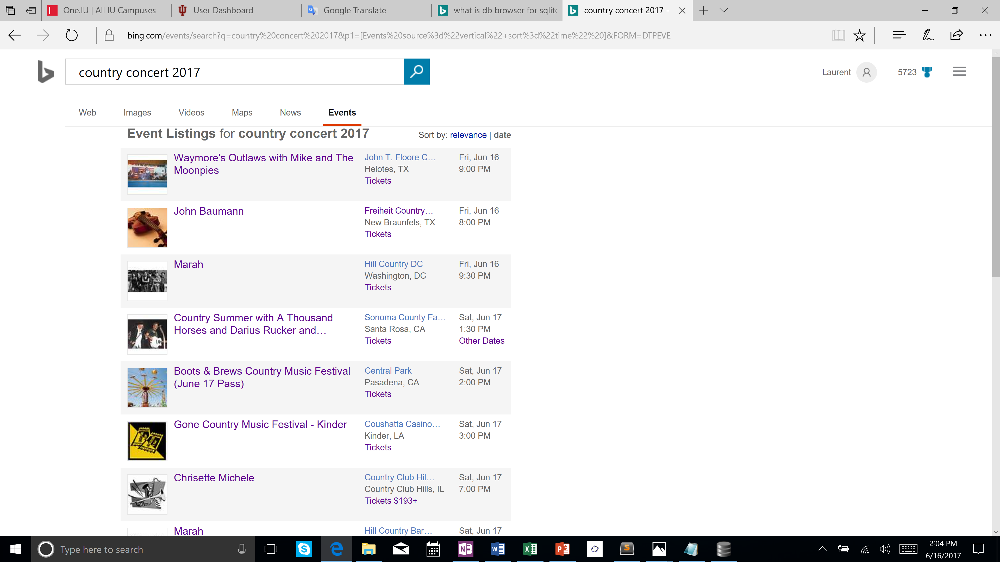 One.IU | All IU Campuses
User Dashboard
Google Translate
what is db browser for sqlite
country concert 2017 -
bing.com/events/search?q=country%20concert%202017&p1=[Events%20source%3d%22vertical%22+sort%3d%22time%22%20]&FORM=DTPEVE
country concert 2017
Laurent
5723
Web Images Videos Maps News Events
Event Listings for country concert 2017
Sort by: relevance | date
Waymore's Outlaws with Mike and The
Moonpies
John T. Floore C…
Helotes, TX
Tickets
Fri, Jun 16
9:00 PM
John Baumann
Freiheit Country…
New Braunfels, TX
Tickets
Fri, Jun 16
8:00 PM
Marah
Hill Country DC
Washington, DC
Tickets
Fri, Jun 16
9:30 PM
Country Summer with A Thousand
Horses and Darius Rucker and…
Sonoma County Fa…
Santa Rosa, CA
Tickets
Sat, Jun 17
1:30 PM
Other Dates
Boots & Brews Country Music Festival
(June 17 Pass)
Central Park
Pasadena, CA
Tickets
Sat, Jun 17
2:00 PM
Gone Country Music Festival - Kinder
Coushatta Casino…
Kinder, LA
Tickets
Sat, Jun 17
3:00 PM
Chrisette Michele
Country Club Hil…
Country Club Hills, IL
Tickets $193+
Sat, Jun 17
7:00 PM
Marah
Hill Country Bar…
Sat, Jun 17
Type here to search
2:04 PM
6/16/2017